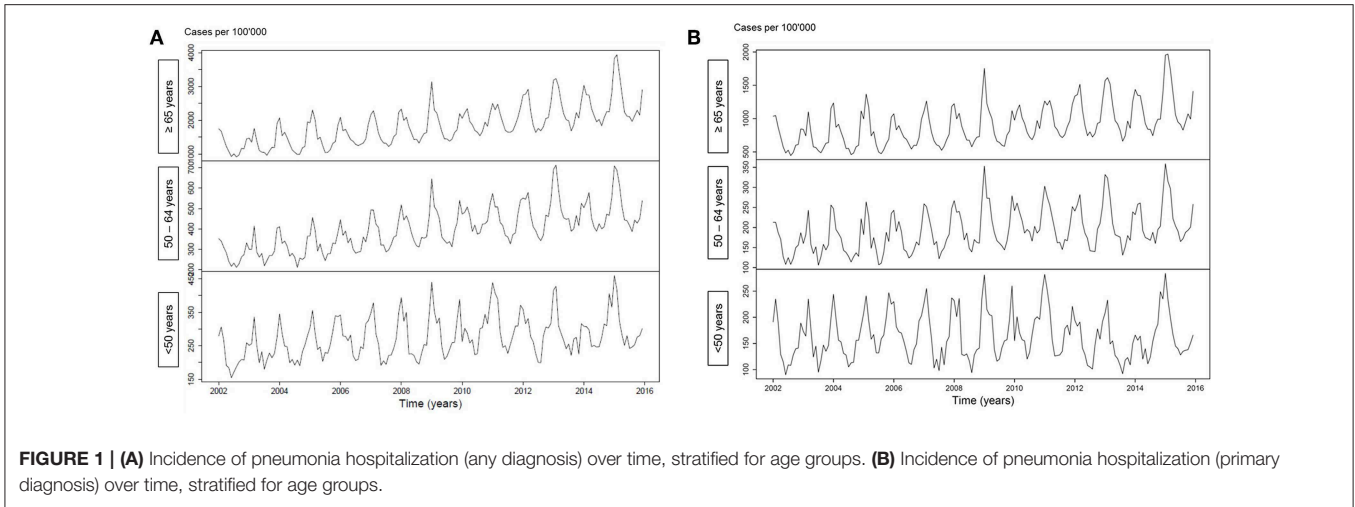 A
Cases per 100'000
≥ 65 years
4000
3000
2000
1000
50 – 64 years
700
600
500
400
300
200
<50 years
450
350
250
150
2002 2004 2006 2008 2010 2012 2014 2016
Time (years)
B
Cases per 100'000
≥ 65 years
2000
1500
1000
500
50 – 64 years
350
300
250
200
150
100
<50 years
250
200
150
100
2002 2004 2006 2008 2010 2012 2014 2016
Time (years)
FIGURE 1 | (A) Incidence of pneumonia hospitalization (any diagnosis) over time, stratified for age groups. (B) Incidence of pneumonia hospitalization (primary
diagnosis) over time, stratified for age groups.